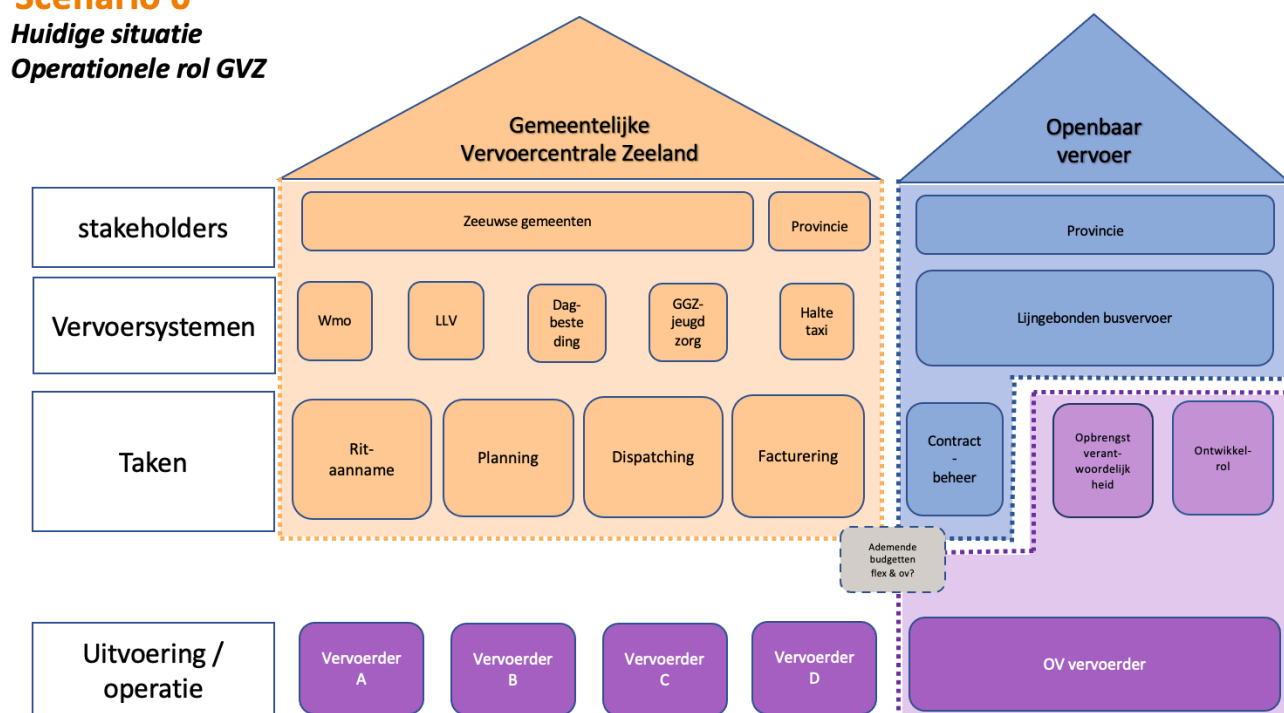 Scenario 0
Huidige situatie
Operationele rol GVZ
Gemeentelijke
Vervoercentrale Zeeland
Openbaar
vervoer
stakeholders
Zeeuwse gemeenten
Provincie
Provincie
Vervoersystemen
Wmo
LLV
Dag-
beste
ding
GGZ-
jeugd
zorg
Halte
taxi
Lijngebonden busvervoer
Taken
Rit-
aanname
Planning
Dispatching
Facturering
Contract
-
beheer
Opbrengst
verant-
woordelijk
heid
Ontwikkel-
rol
Ademende
budgetten
flex & ov?
Uitvoering /
operatie
Vervoerder
A
Vervoerder
B
Vervoerder
C
Vervoerder
D
OV vervoerder